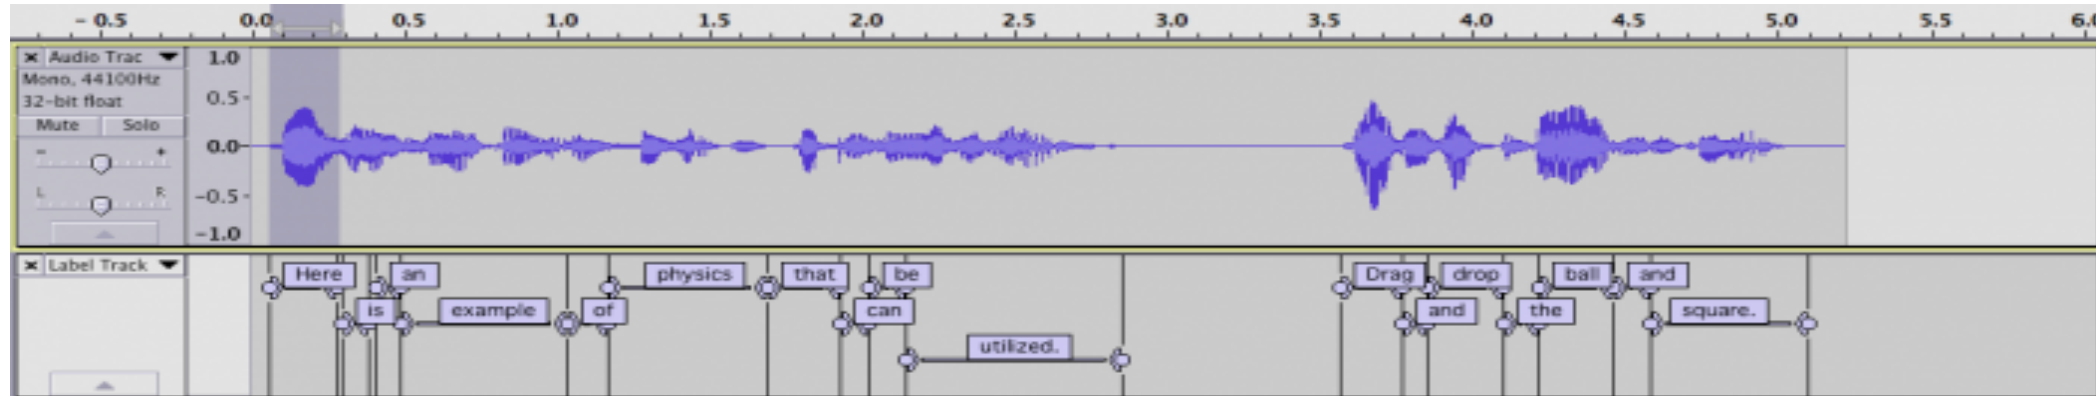 - 0.5 0.0 0.5 1.0 1.5 2.0 2.5 3.0 3.5 4.0 4.5 5.0 5.5 6.0
× Audio Trac ▼ 1.0
Mono, 44100Hz
32-bit float 0.5-
Mute Solo
- + 0.0-
L R -0.5-
-1.0
× Label Track ▼ Here an physics that be Drag drop ball and
is example of can and the square.
utilized.